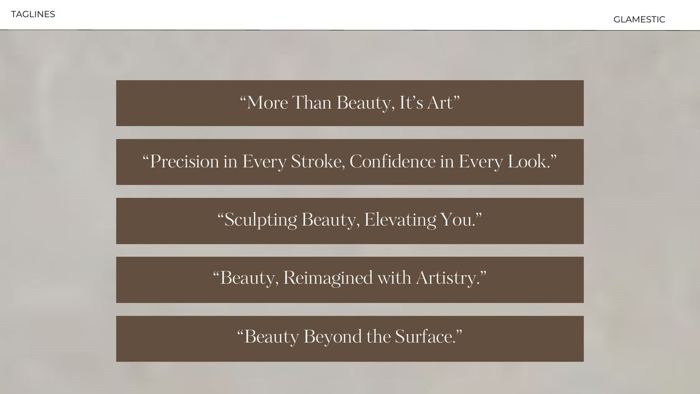 TAGLINES
GLAMESTIC
“More Than Beauty, It’s Art”
“Precision in Every Stroke, Confidence in Every Look.”
“Sculpting Beauty, Elevating You.”
“Beauty, Reimagined with Artistry.”
“Beauty Beyond the Surface.”